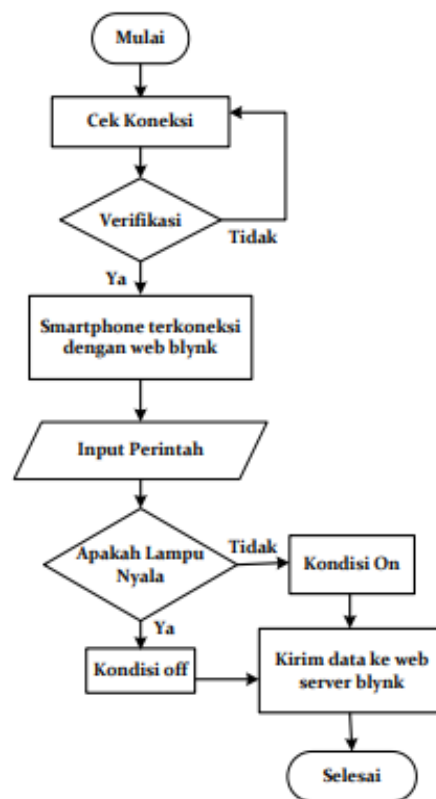 Mulai
Cek Koneksi
Verifikasi
Tidak
Ya
Smartphone terkoneksi
dengan web blynk
Input Perintah
Apakah Lampu
Nyala
Tidak
Kondisi On
Ya
Kondisi off
Kirim data ke web
server blynk
Selesai